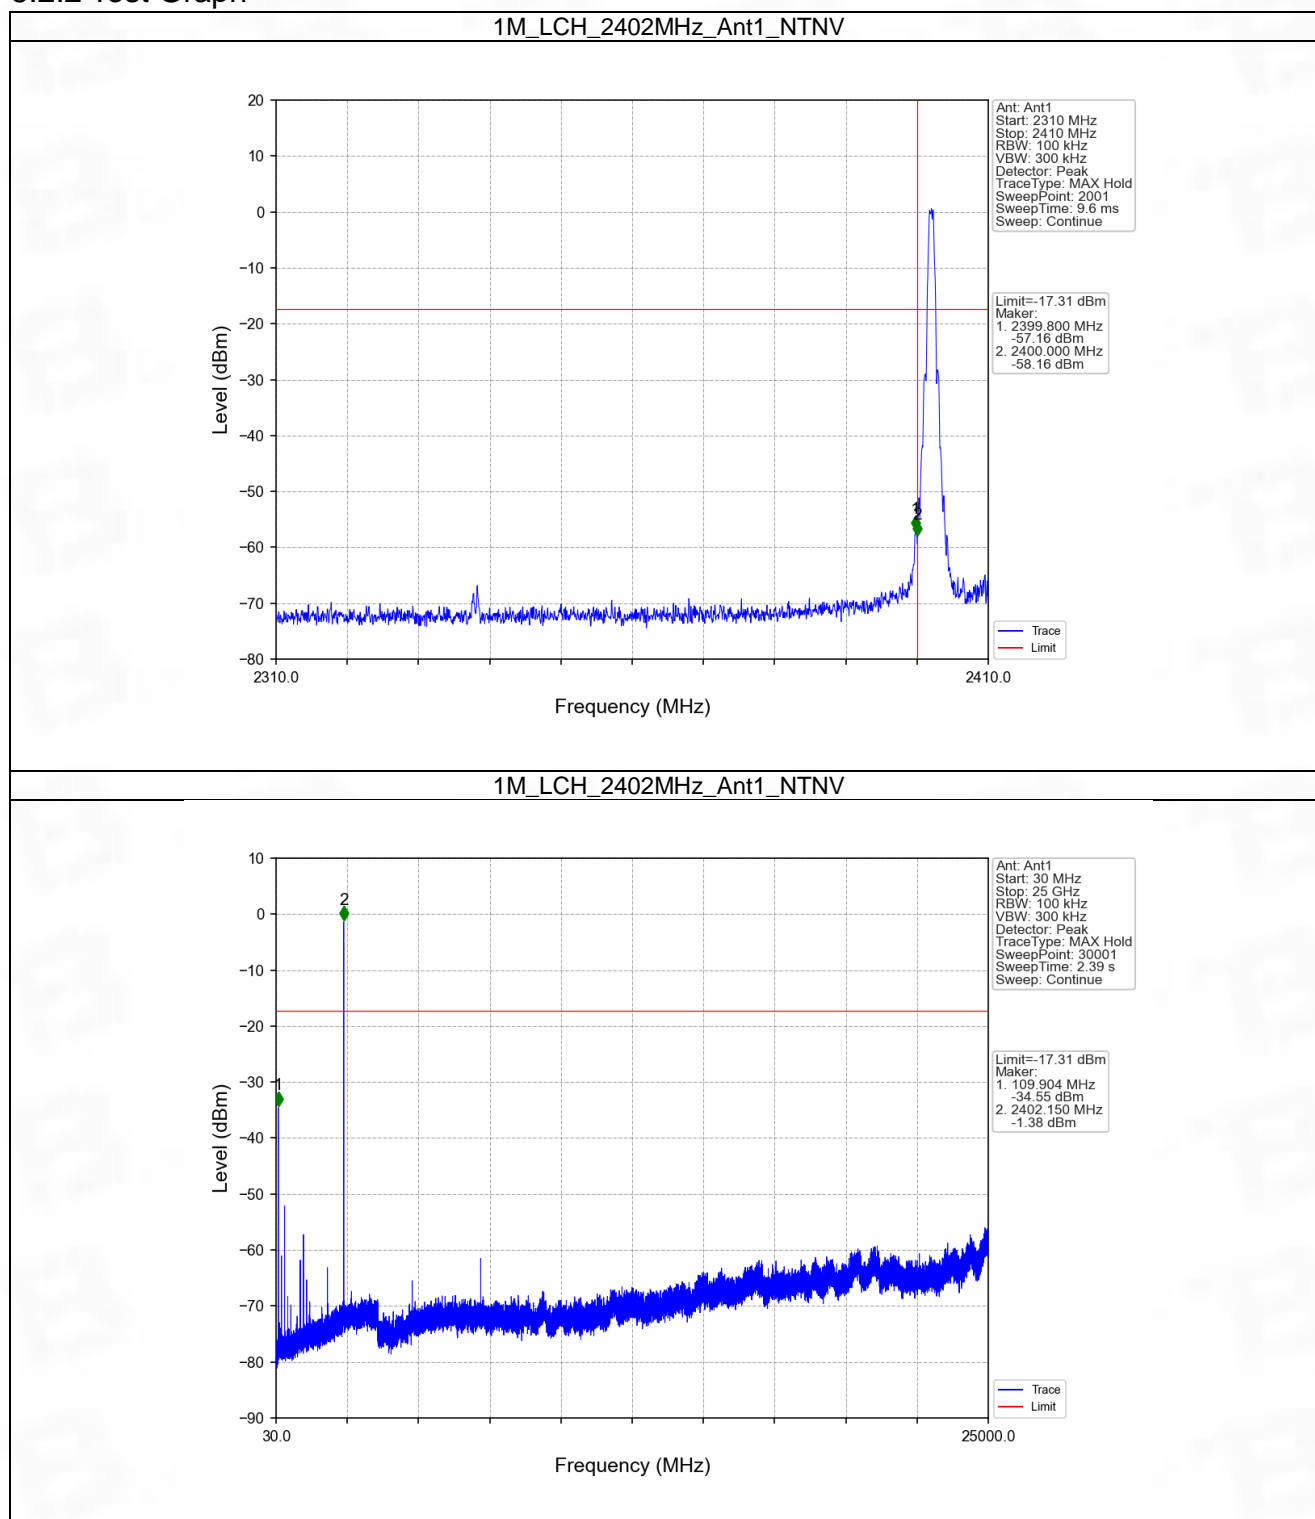 1M_LCH_2402MHz_Ant1_NTNV
20
10
0
−10
−20
−30
−40
−50
−60
−70
−80
Level (dBm)
2310.0
2410.0
Frequency (MHz)
1
2
Ant: Ant1
Start: 2310 MHz
Stop: 2410 MHz
RBW: 100 kHz
VBW: 300 kHz
Detector: Peak
TraceType: MAX Hold
SweepPoint: 2001
SweepTime: 9.6 ms
Sweep: Continue
Limit=-17.31 dBm
Maker:
1. 2399.800 MHz
-57.16 dBm
2. 2400.000 MHz
-58.16 dBm
Trace
Limit
1M_LCH_2402MHz_Ant1_NTNV
10
0
−10
−20
−30
−40
−50
−60
−70
−80
−90
Level (dBm)
30.0
25000.0
Frequency (MHz)
1
2
Ant: Ant1
Start: 30 MHz
Stop: 25 GHz
RBW: 100 kHz
VBW: 300 kHz
Detector: Peak
TraceType: MAX Hold
SweepPoint: 30001
SweepTime: 2.39 s
Sweep: Continue
Limit=-17.31 dBm
Maker:
1. 109.904 MHz
-34.55 dBm
2. 2402.150 MHz
-1.38 dBm
Trace
Limit